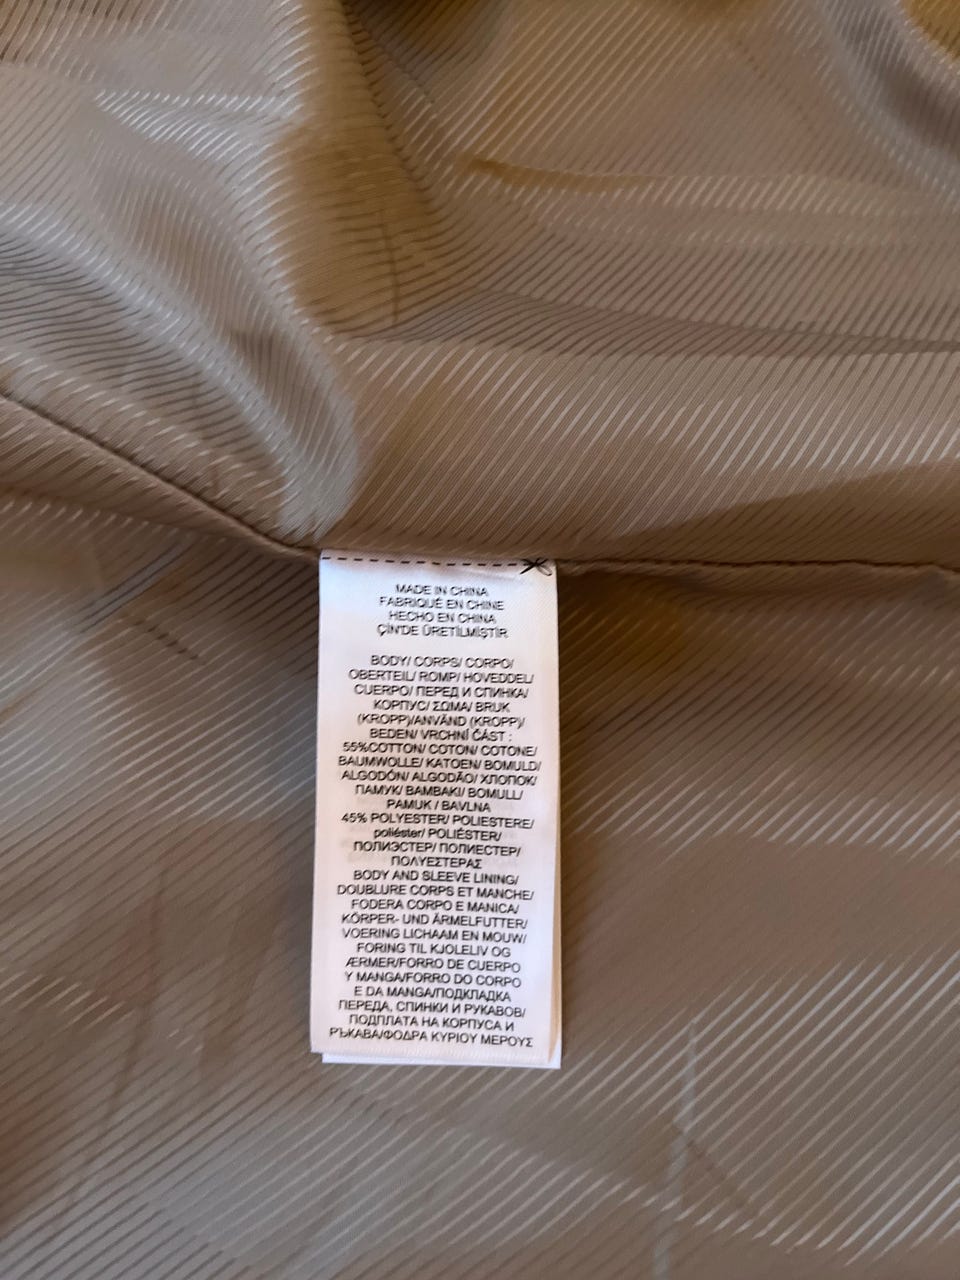 MADE IN CHINA
FABRIQUÉ EN CHINE
HECHO EN CHINA
ÇİN'DE ÜRETİLMİŞTİR
BODY/ CORPS/ CORPO/
OBERTEIL/ ROMP/ HOVEDDEL/
CUERPO/ ПЕРЕД И СПИНКА/
КОРПУС/ ΣΩΜΑ/ BRUK
(KROPP)/ANVÄND (KROPP)/
BEDEN/ VRCHNÍ ČÁST :
55%COTTON/ COTON/ COTONE/
BAUMWOLLE/ KATOEN/ BOMULD/
ALGODÓN/ ALGODÃO/ ХЛОПОК/
ПАМУК/ ΒΑΜΒΑΚΙ/ BOMULL/
PAMUK / BAVLNA
45% POLYESTER/ POLIESTERE/
poliéster/ POLIÉSTER/
ПОЛИЭСТЕР/ ПОЛИЕСТЕР/
ΠΟΛΥΕΣΤΕΡΑΣ
BODY AND SLEEVE LINING/
DOUBLURE CORPS ET MANCHE/
FODERA CORPO E MANICA/
KÖRPER- UND ÄRMELFUTTER/
VOERING LICHAAM EN MOUW/
FORING TIL KJOLELIV OG
ÆRMER/FORRO DE CUERPO
Y MANGA/FORRO DO CORPO
E DA MANGA/ПОДКЛАДКА
ПЕРЕДА, СПИНКИ И РУКАВОВ/
ПОДПЛАТА НА КОРПУСА И
РЪКАВА/ΦΟΔΡΑ ΚΥΡΙΟΥ ΜΕΡΟΥΣ